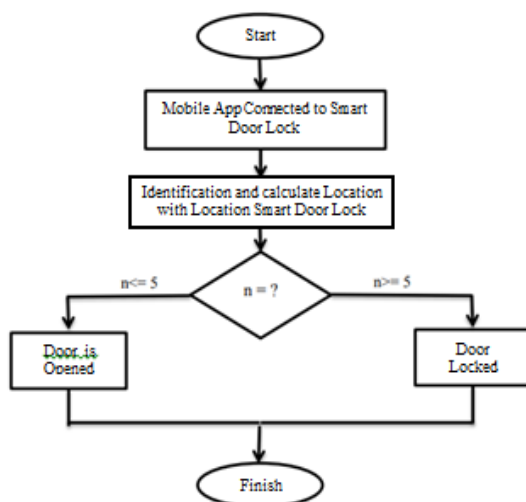 Start
Mobile App Connected to Smart
Door Lock
Identification and calculate Location
with Location Smart Door Lock
n<= 5
n = ?
n>= 5
Door is
Opened
Door
Locked
Finish